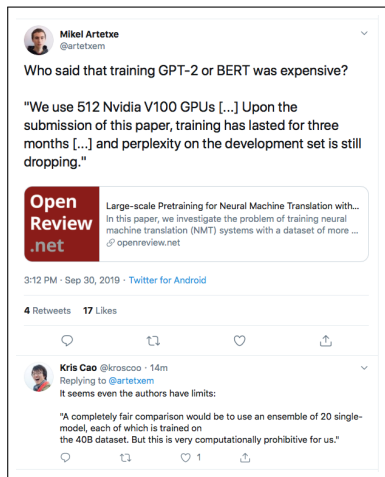 Mikel Artetxe
@artetxem
Who said that training GPT-2 or BERT was expensive?
"We use 512 Nvidia V100 GPUs [...] Upon the
submission of this paper, training has lasted for three
months [...] and perplexity on the development set is still
dropping."
Open
Review
.net
Large-scale Pretraining for Neural Machine Translation with...
In this paper, we investigate the problem of training neural
machine translation (NMT) systems with a dataset of more ...
openreview.net
3:12 PM · Sep 30, 2019 · Twitter for Android
4 Retweets 17 Likes
Kris Cao @kroscoo · 14m
Replying to @artetxem
It seems even the authors have limits:
"A completely fair comparison would be to use an ensemble of 20 single-
model, each of which is trained on
the 40B dataset. But this is very computationally prohibitive for us."
1